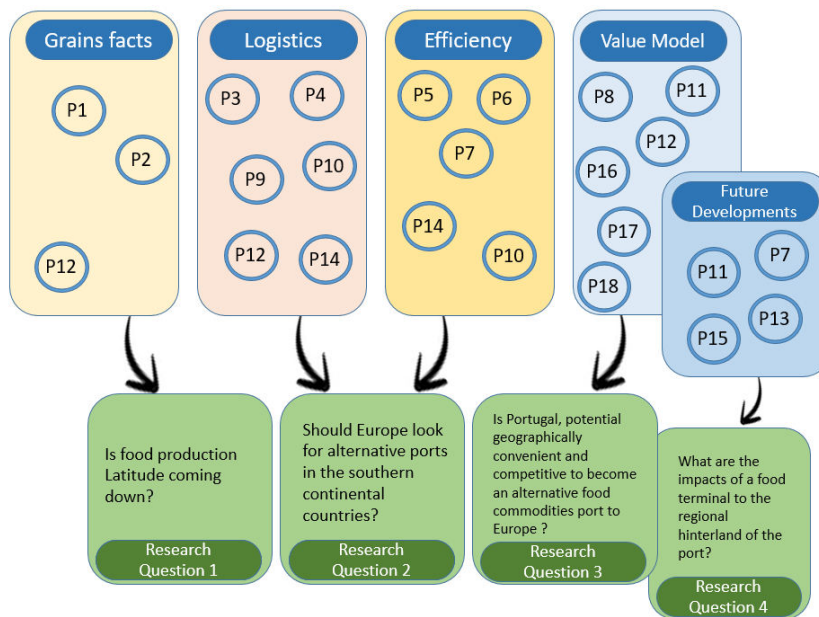 Grains facts
P1
P2
P12
Logistics
P3
P4
P9
P10
P12
P14
Efficiency
P5
P6
P7
P14
P10
Value Model
P8
P11
P12
P16
P17
P18
Future
Developments
P11
P7
P13
P15
Is food production
Latitude coming
down?
Research
Question 1
Should Europe look
for alternative ports
in the southern
continental
countries?
Research
Question 2
Is Portugal, potential
geographically
convenient and
competitive to become
an alternative food
commodities port to
Europe ?
Research
Question 3
What are the
impacts of a food
terminal to the
regional
hinterland of the
port?
Research
Question 4